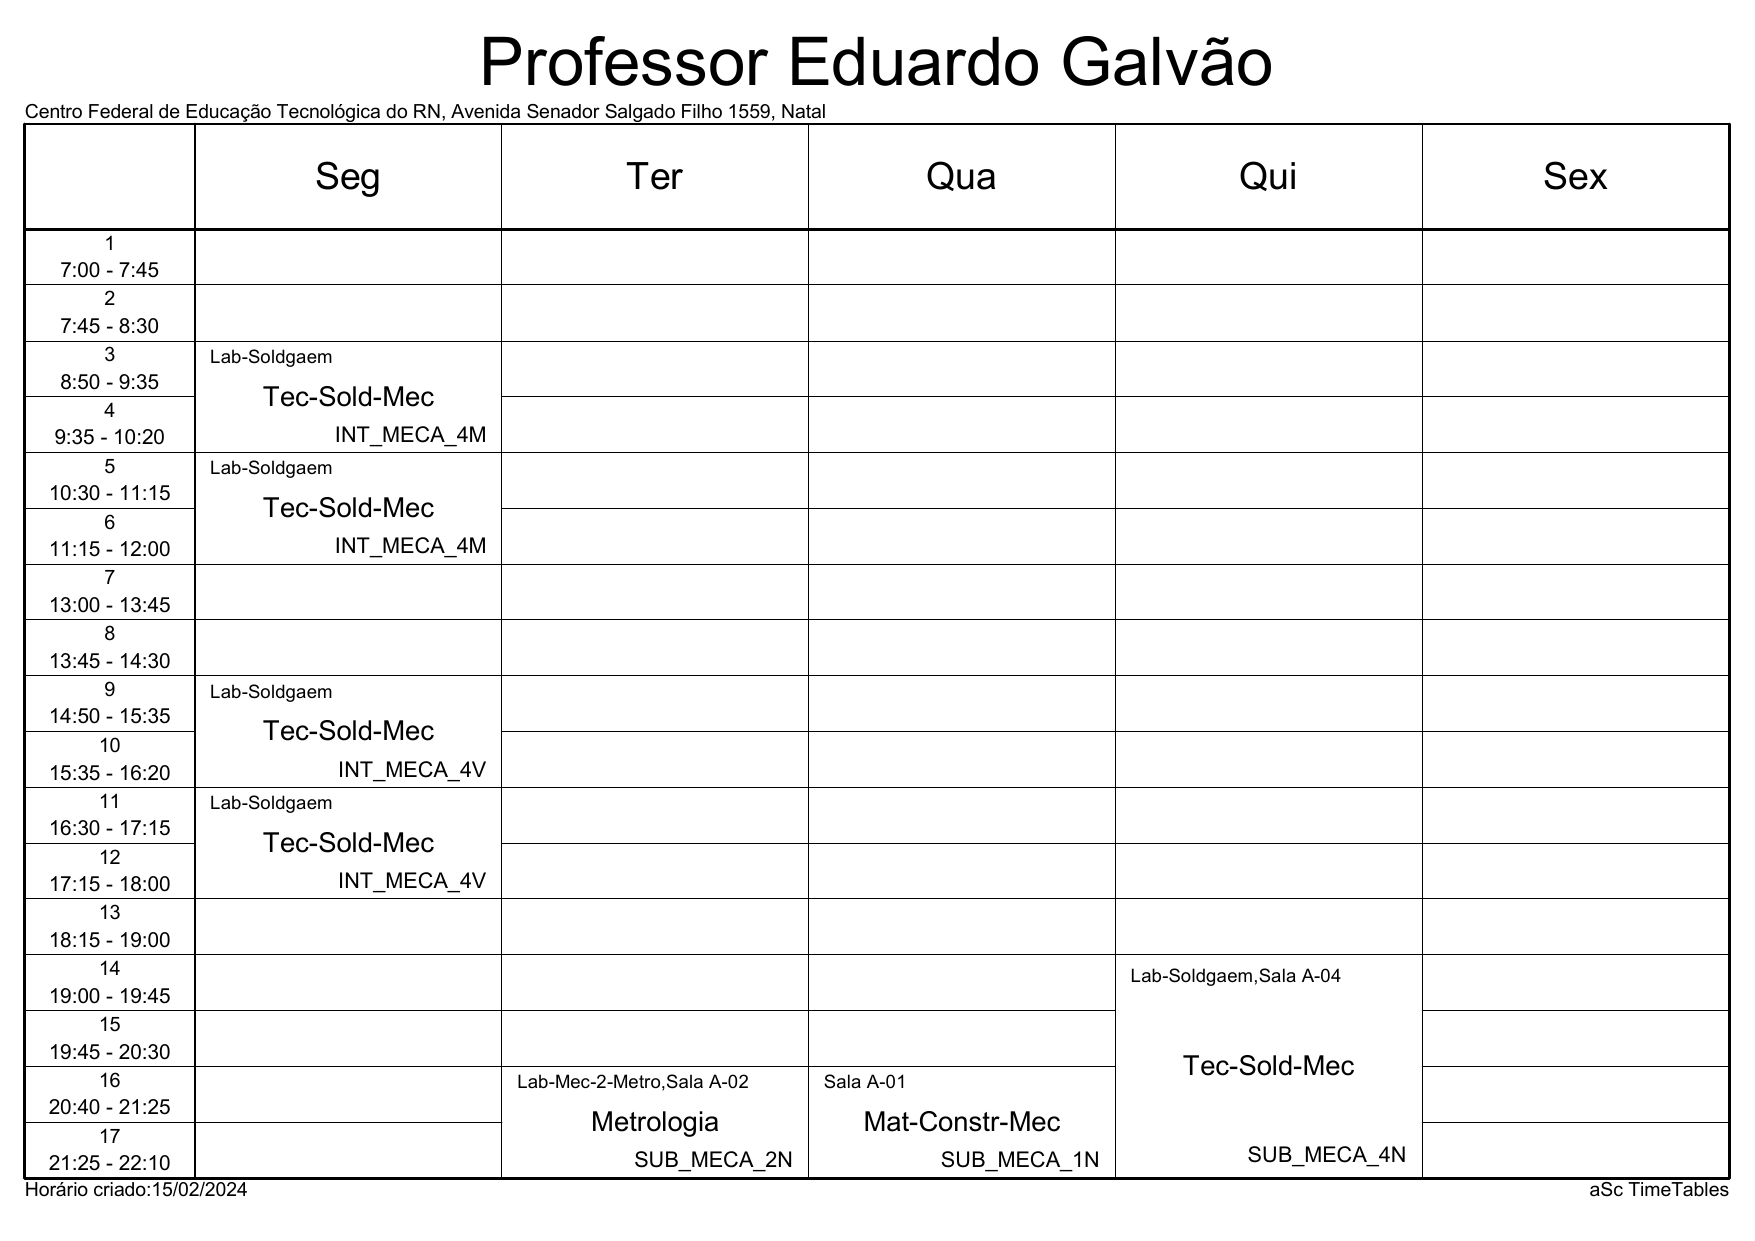 Professor Eduardo Galvão
Centro Federal de Educação Tecnológica do RN, Avenida Senador Salgado Filho 1559, Natal
Seg Ter Qua Qui Sex
1
7:00 - 7:45
2
7:45 - 8:30
3
8:50 - 9:35
4
9:35 - 10:20
Lab-Soldgaem
Tec-Sold-Mec
INT_MECA_4M
5
10:30 - 11:15
6
11:15 - 12:00
Lab-Soldgaem
Tec-Sold-Mec
INT_MECA_4M
7
13:00 - 13:45
8
13:45 - 14:30
9
14:50 - 15:35
10
15:35 - 16:20
Lab-Soldgaem
Tec-Sold-Mec
INT_MECA_4V
11
16:30 - 17:15
12
17:15 - 18:00
Lab-Soldgaem
Tec-Sold-Mec
INT_MECA_4V
13
18:15 - 19:00
14
19:00 - 19:45
15
19:45 - 20:30
16
20:40 - 21:25
17
21:25 - 22:10
Lab-Mec-2-Metro,Sala A-02
Metrologia
SUB_MECA_2N
Sala A-01
Mat-Constr-Mec
SUB_MECA_1N
Lab-Soldgaem,Sala A-04
Tec-Sold-Mec
SUB_MECA_4N
Horário criado:15/02/2024
aSc TimeTables